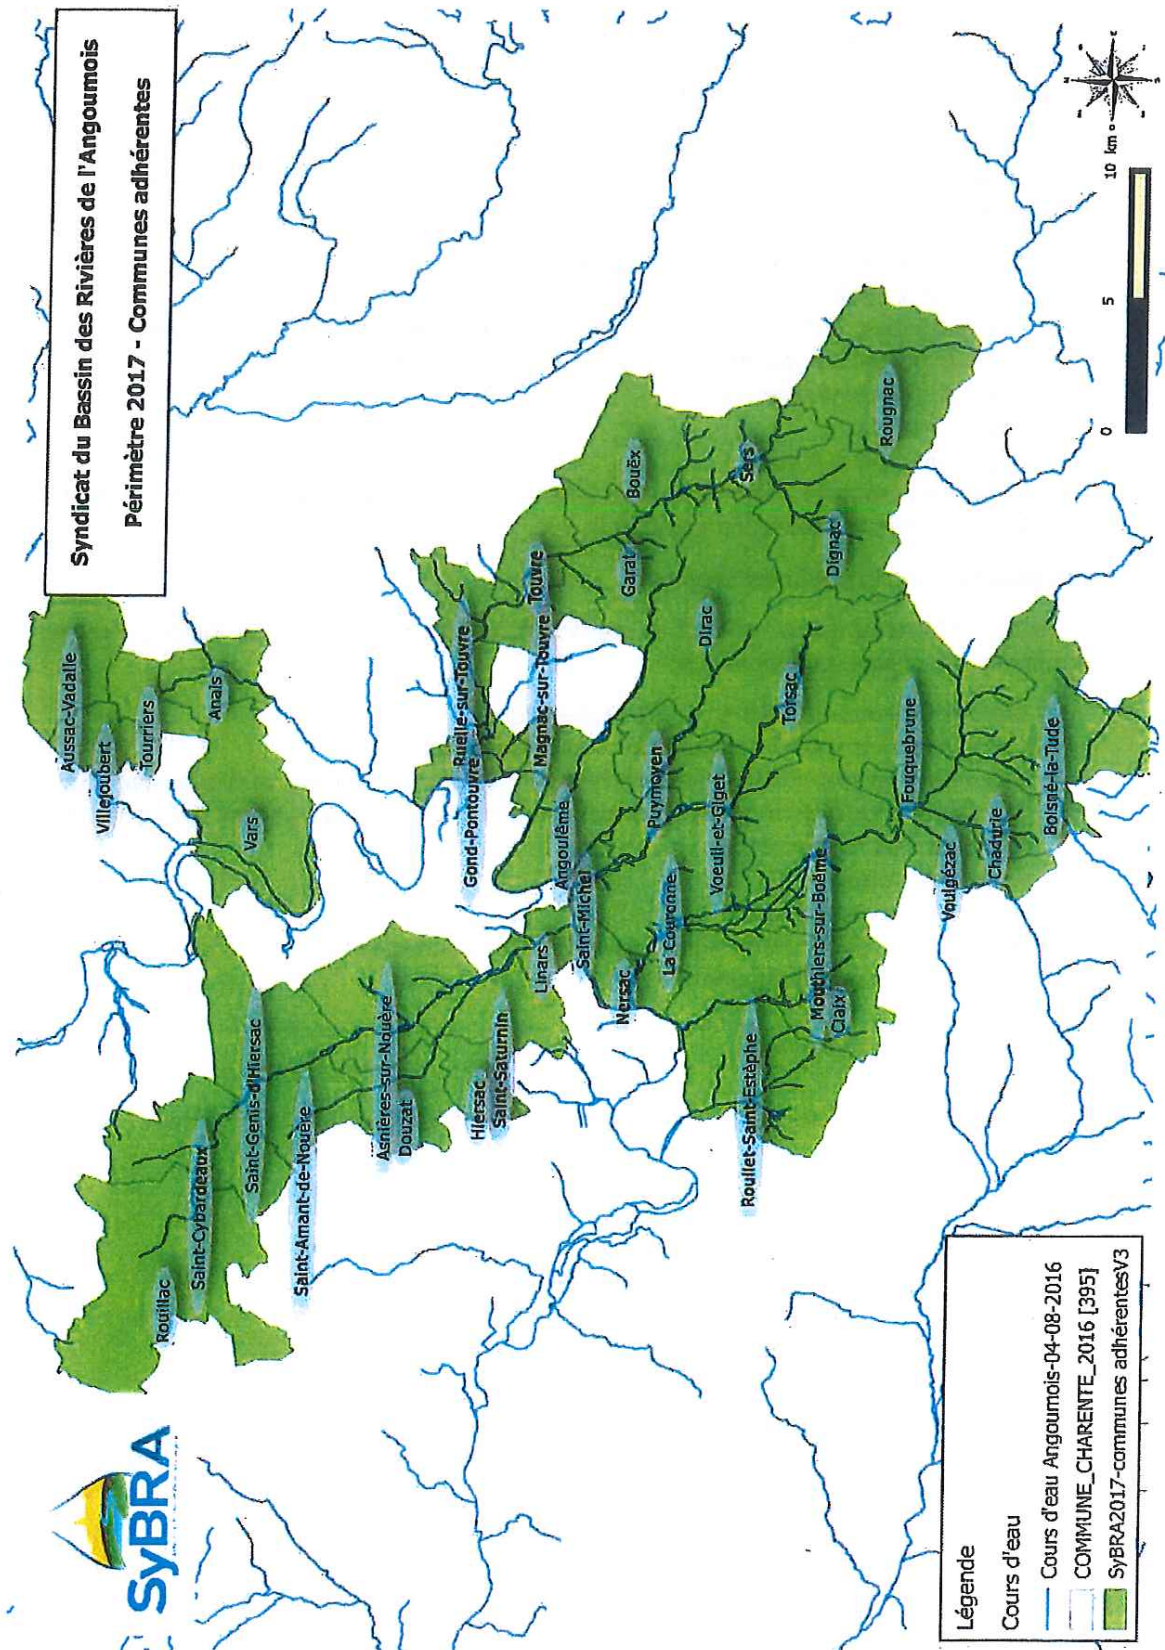 SyBRA
Syndicat du Bassin des Rivières de l'Angoumois
Périmètre 2017 - Communes adhérentes
Aussac-Vadalle
Villejoubert
Tourriers
Anais
Vars
Rouillac
Saint-Cybardeaux
Saint-Genis-d'Hiersac
Saint-Amant-de-Nouère
Asnières-sur-Nouère
Douzat
Hiersac
Saint-Saturnin
Linars
Gond-Pontouvre
Ruelle-sur-Touvre
Magnac-sur-Touvre
Touvre
Angoulême
Saint-Michel
Nersac
La Couronne
Puymoyen
Garat
Bouëx
Dirac
Sers
Voeuil-et-Giget
Torsac
Roullet-Saint-Estèphe
Mouthiers-sur-Boëme
Claix
Dignac
Rougnac
Fouquebrune
Voulgézac
Chadurie
Boisné-la-Tude
Légende
Cours d'eau
Cours d'eau Angoumois-04-08-2016
COMMUNE_CHARENTE_2016 [395]
SyBRA2017-communes adhérentesV3
0 5 10 km